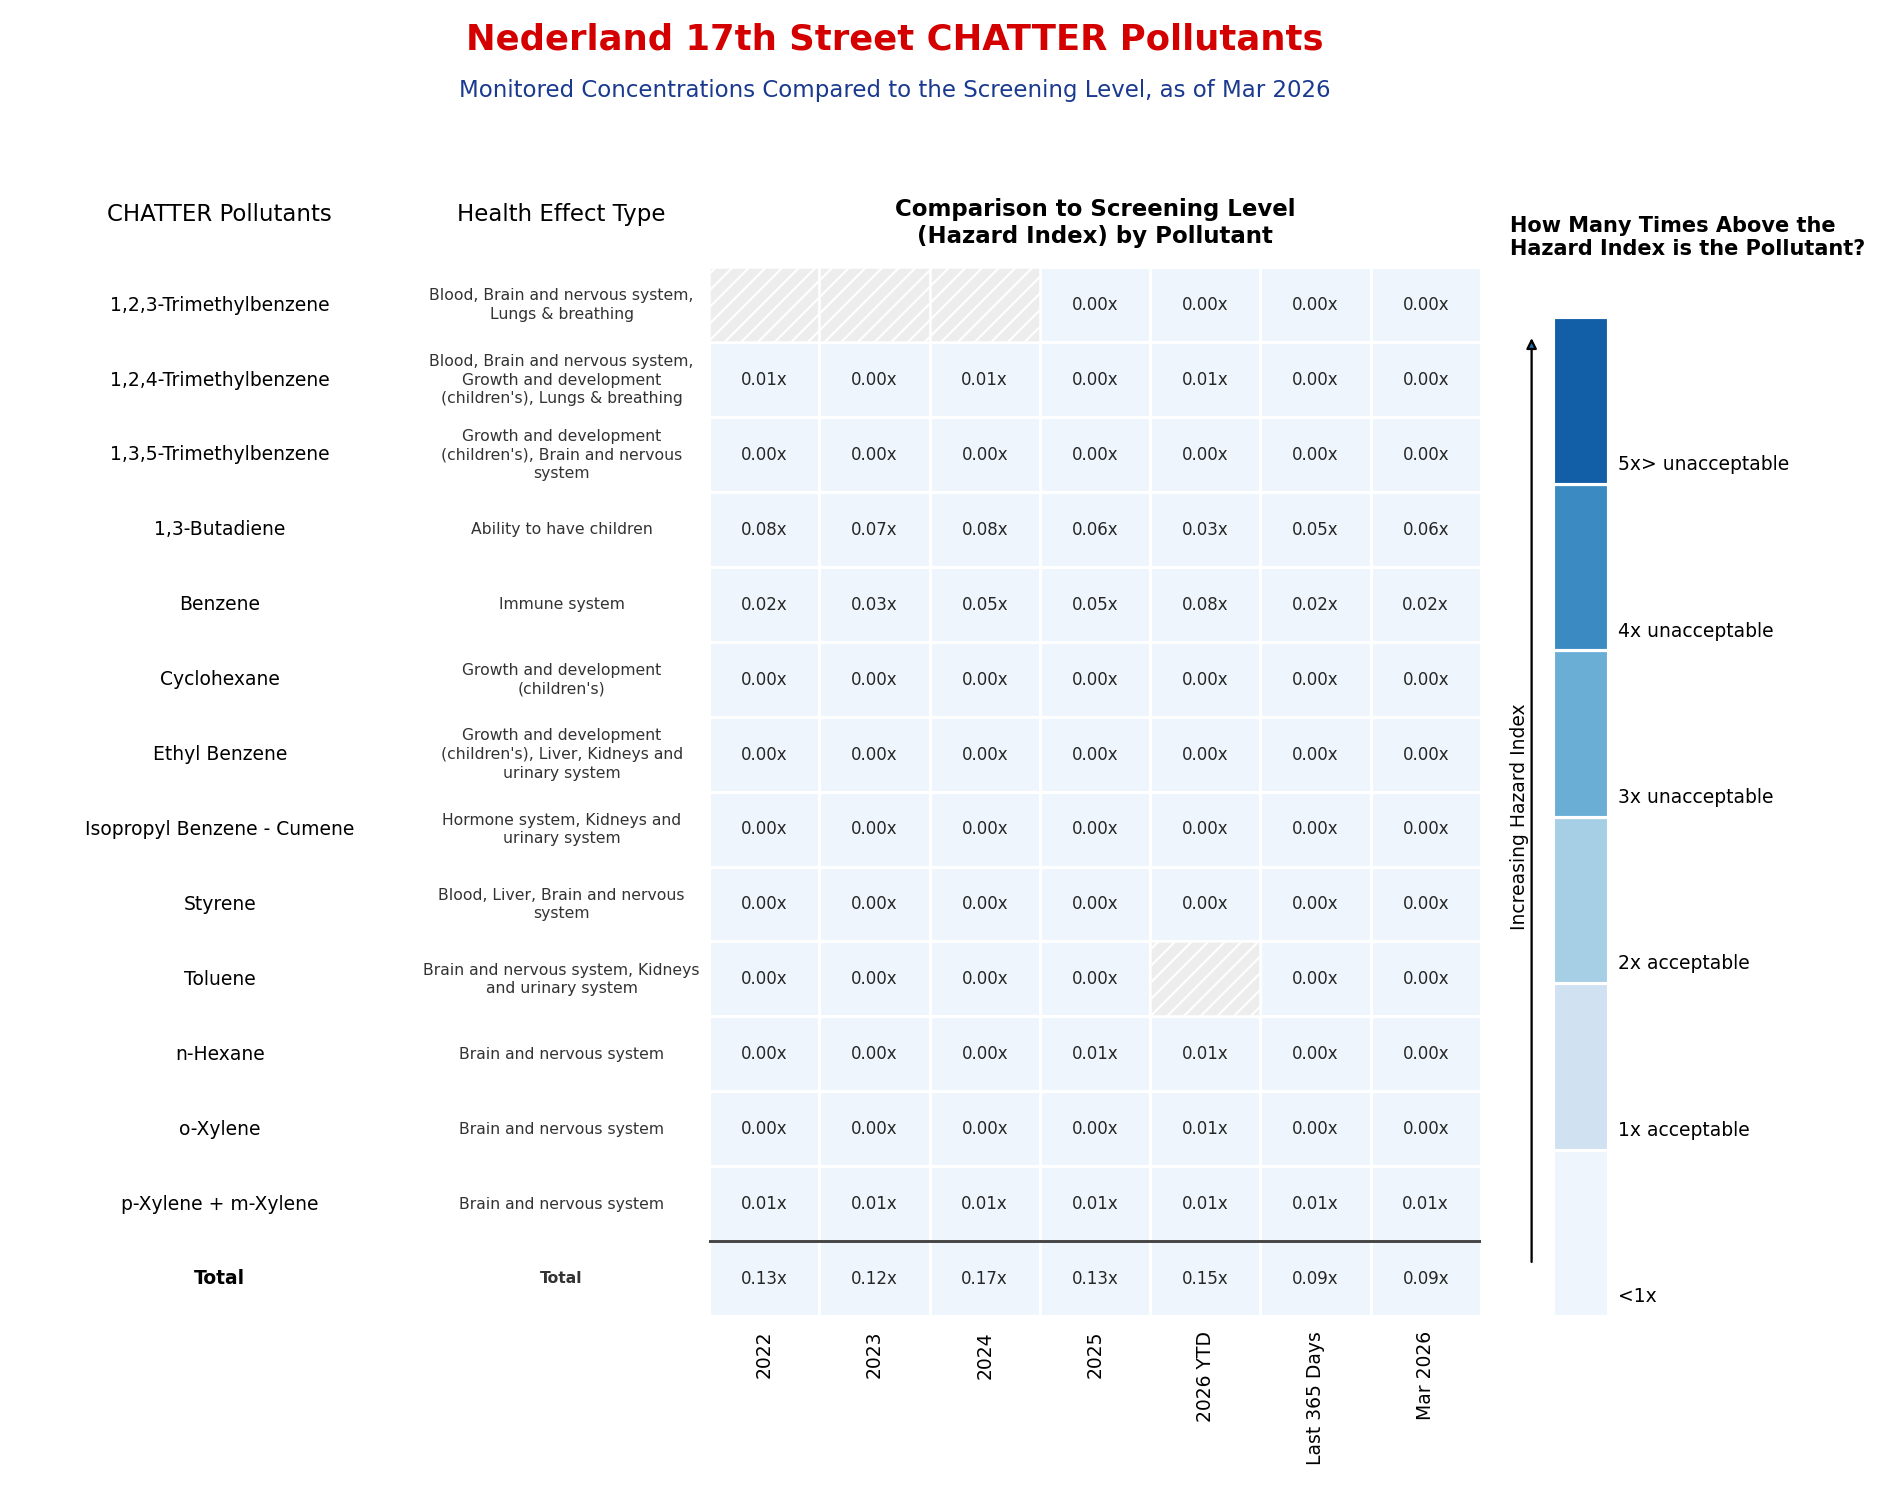 Nederland 17th Street CHATTER Pollutants
Monitored Concentrations Compared to the Screening Level, as of Mar 2026
CHATTER Pollutants
Health Effect Type
Comparison to Screening Level
(Hazard Index) by Pollutant
How Many Times Above the
Hazard Index is the Pollutant?
1,2,3-Trimethylbenzene
Blood, Brain and nervous system,
Lungs & breathing
0.00x 0.00x 0.00x 0.00x
1,2,4-Trimethylbenzene
Blood, Brain and nervous system,
Growth and development
(children's), Lungs & breathing
0.01x 0.00x 0.01x 0.00x 0.01x 0.00x 0.00x
1,3,5-Trimethylbenzene
Growth and development
(children's), Brain and nervous
system
0.00x 0.00x 0.00x 0.00x 0.00x 0.00x 0.00x
1,3-Butadiene
Ability to have children
0.08x 0.07x 0.08x 0.06x 0.03x 0.05x 0.06x
Benzene
Immune system
0.02x 0.03x 0.05x 0.05x 0.08x 0.02x 0.02x
Cyclohexane
Growth and development
(children's)
0.00x 0.00x 0.00x 0.00x 0.00x 0.00x 0.00x
Ethyl Benzene
Growth and development
(children's), Liver, Kidneys and
urinary system
0.00x 0.00x 0.00x 0.00x 0.00x 0.00x 0.00x
Isopropyl Benzene - Cumene
Hormone system, Kidneys and
urinary system
0.00x 0.00x 0.00x 0.00x 0.00x 0.00x 0.00x
Styrene
Blood, Liver, Brain and nervous
system
0.00x 0.00x 0.00x 0.00x 0.00x 0.00x 0.00x
Toluene
Brain and nervous system, Kidneys
and urinary system
0.00x 0.00x 0.00x 0.00x 0.00x 0.00x
n-Hexane
Brain and nervous system
0.00x 0.00x 0.00x 0.01x 0.01x 0.00x 0.00x
o-Xylene
Brain and nervous system
0.00x 0.00x 0.00x 0.00x 0.01x 0.00x 0.00x
p-Xylene + m-Xylene
Brain and nervous system
0.01x 0.01x 0.01x 0.01x 0.01x 0.01x 0.01x
Total
Total
0.13x 0.12x 0.17x 0.13x 0.15x 0.09x 0.09x
2022
2023
2024
2025
2026 YTD
Last 365 Days
Mar 2026
Increasing Hazard Index
5x> unacceptable
4x unacceptable
3x unacceptable
2x acceptable
1x acceptable
<1x